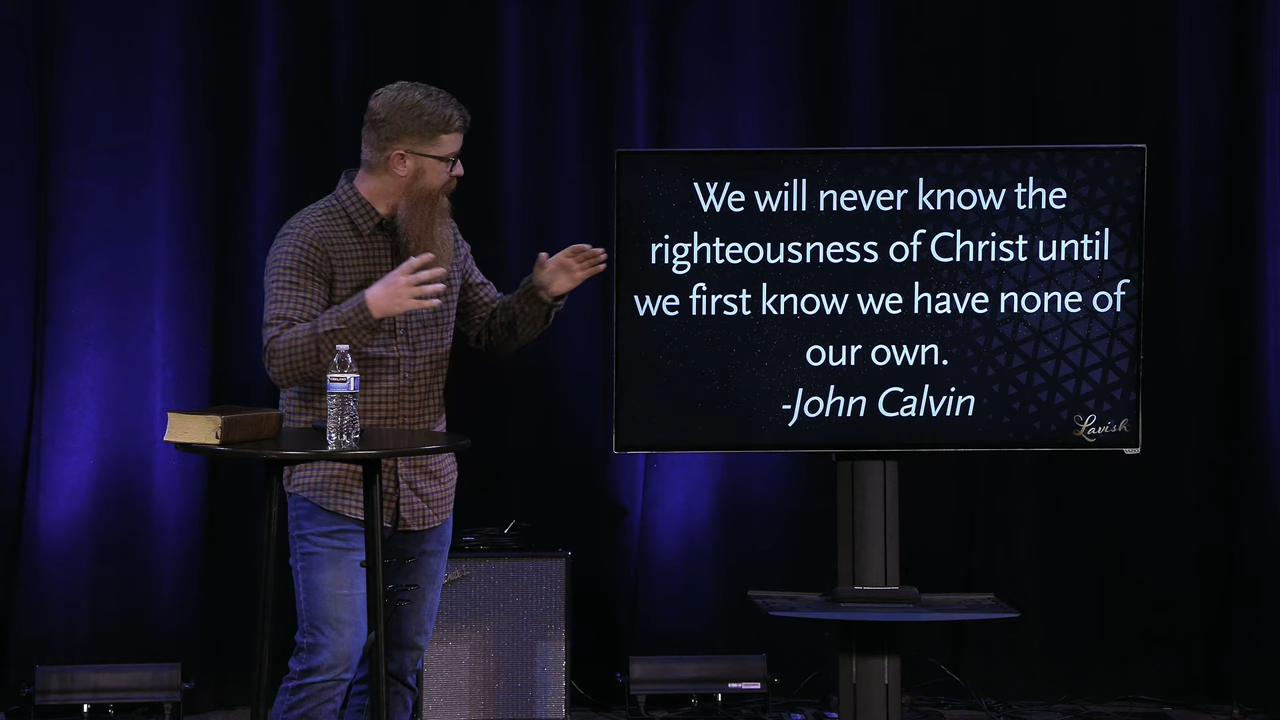 We will never know the
righteousness of Christ until
we first know we have none of
our own.
-John Calvin
Lavish